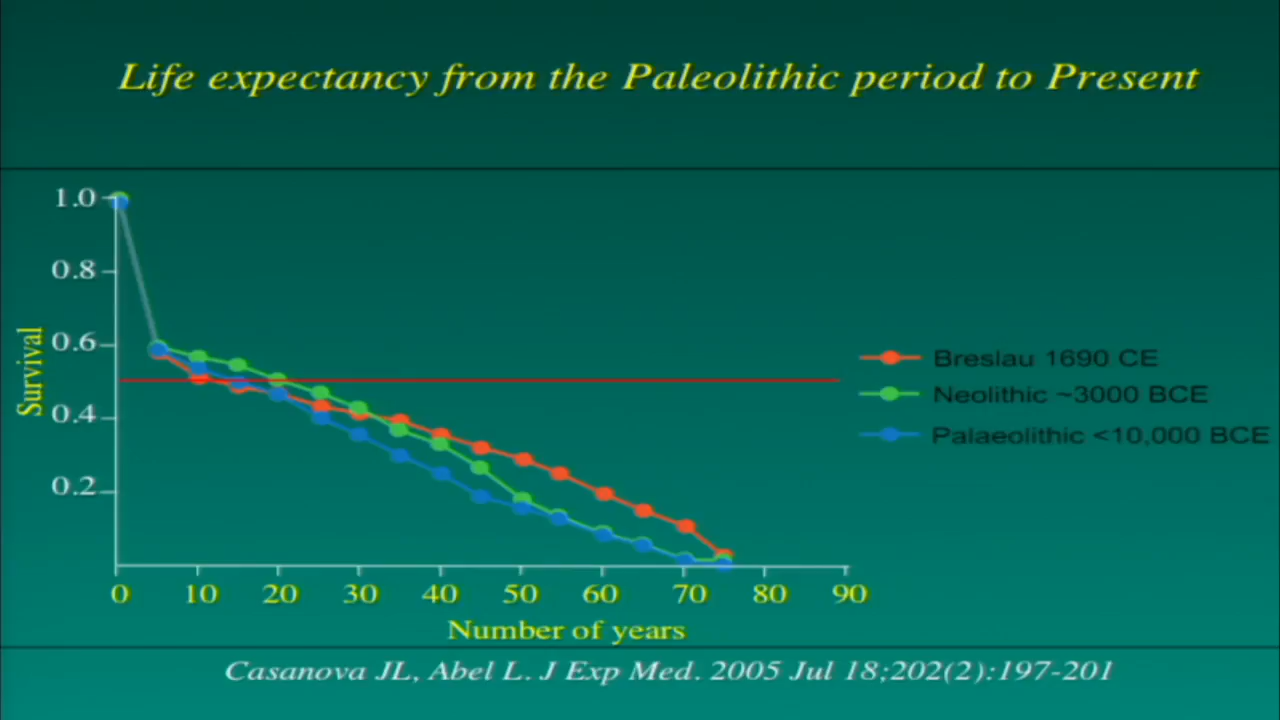 Life expectancy from the Paleolithic period to Present
1.0
0.8
0.6
0.4
0.2
Survival
0 10 20 30 40 50 60 70 80 90
Number of years
Breslau 1690 CE
Neolithic ~3000 BCE
Palaeolithic <10,000 BCE
Casanova JL, Abel L. J Exp Med. 2005 Jul 18;202(2):197-201